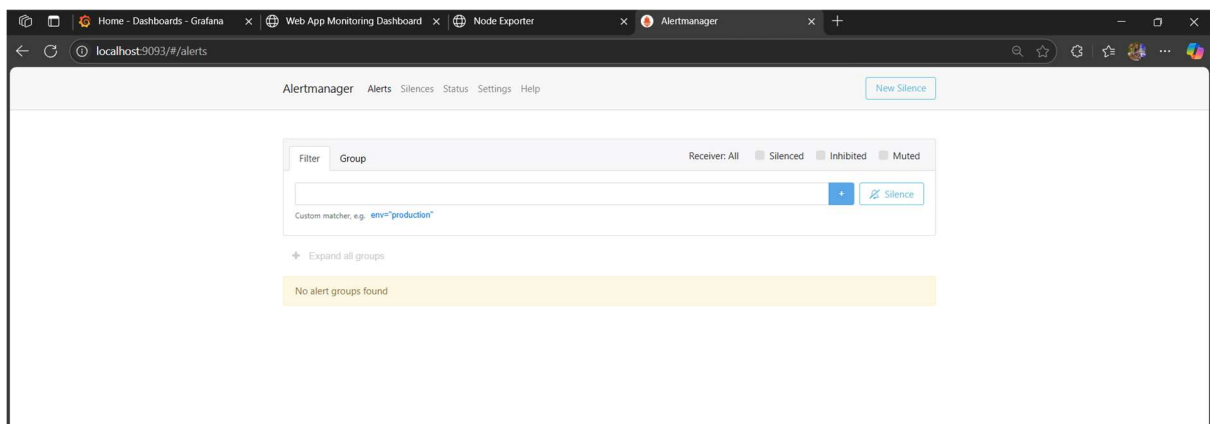 Home - Dashboards - Grafana
Web App Monitoring Dashboard
Node Exporter
Alertmanager
localhost:9093/#/alerts
Alertmanager Alerts Silences Status Settings Help New Silence
Filter Group Receiver: All Silenced Inhibited Muted
+ Silence
Custom matcher, e.g. env="production"
+ Expand all groups
No alert groups found